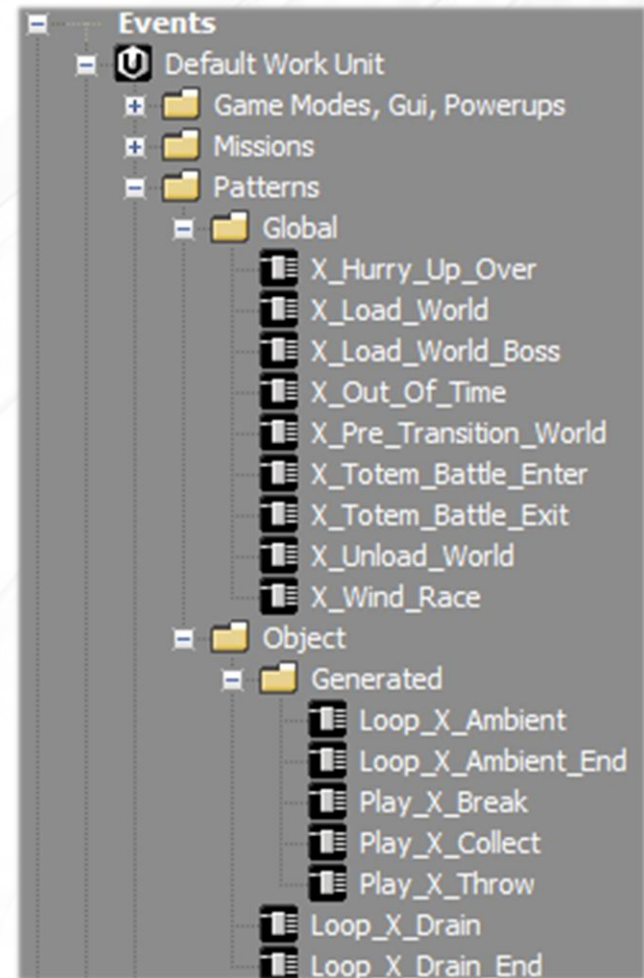 Events
Default Work Unit
Game Modes, Gui, Powerups
Missions
Patterns
Global
X_Hurry_Up_Over
X_Load_World
X_Load_World_Boss
X_Out_Of_Time
X_Pre_Transition_World
X_Totem_Battle_Enter
X_Totem_Battle_Exit
X_Unload_World
X_Wind_Race
Object
Generated
Loop_X_Ambient
Loop_X_Ambient_End
Play_X_Break
Play_X_Collect
Play_X_Throw
Loop_X_Drain
Loop_X_Drain_End